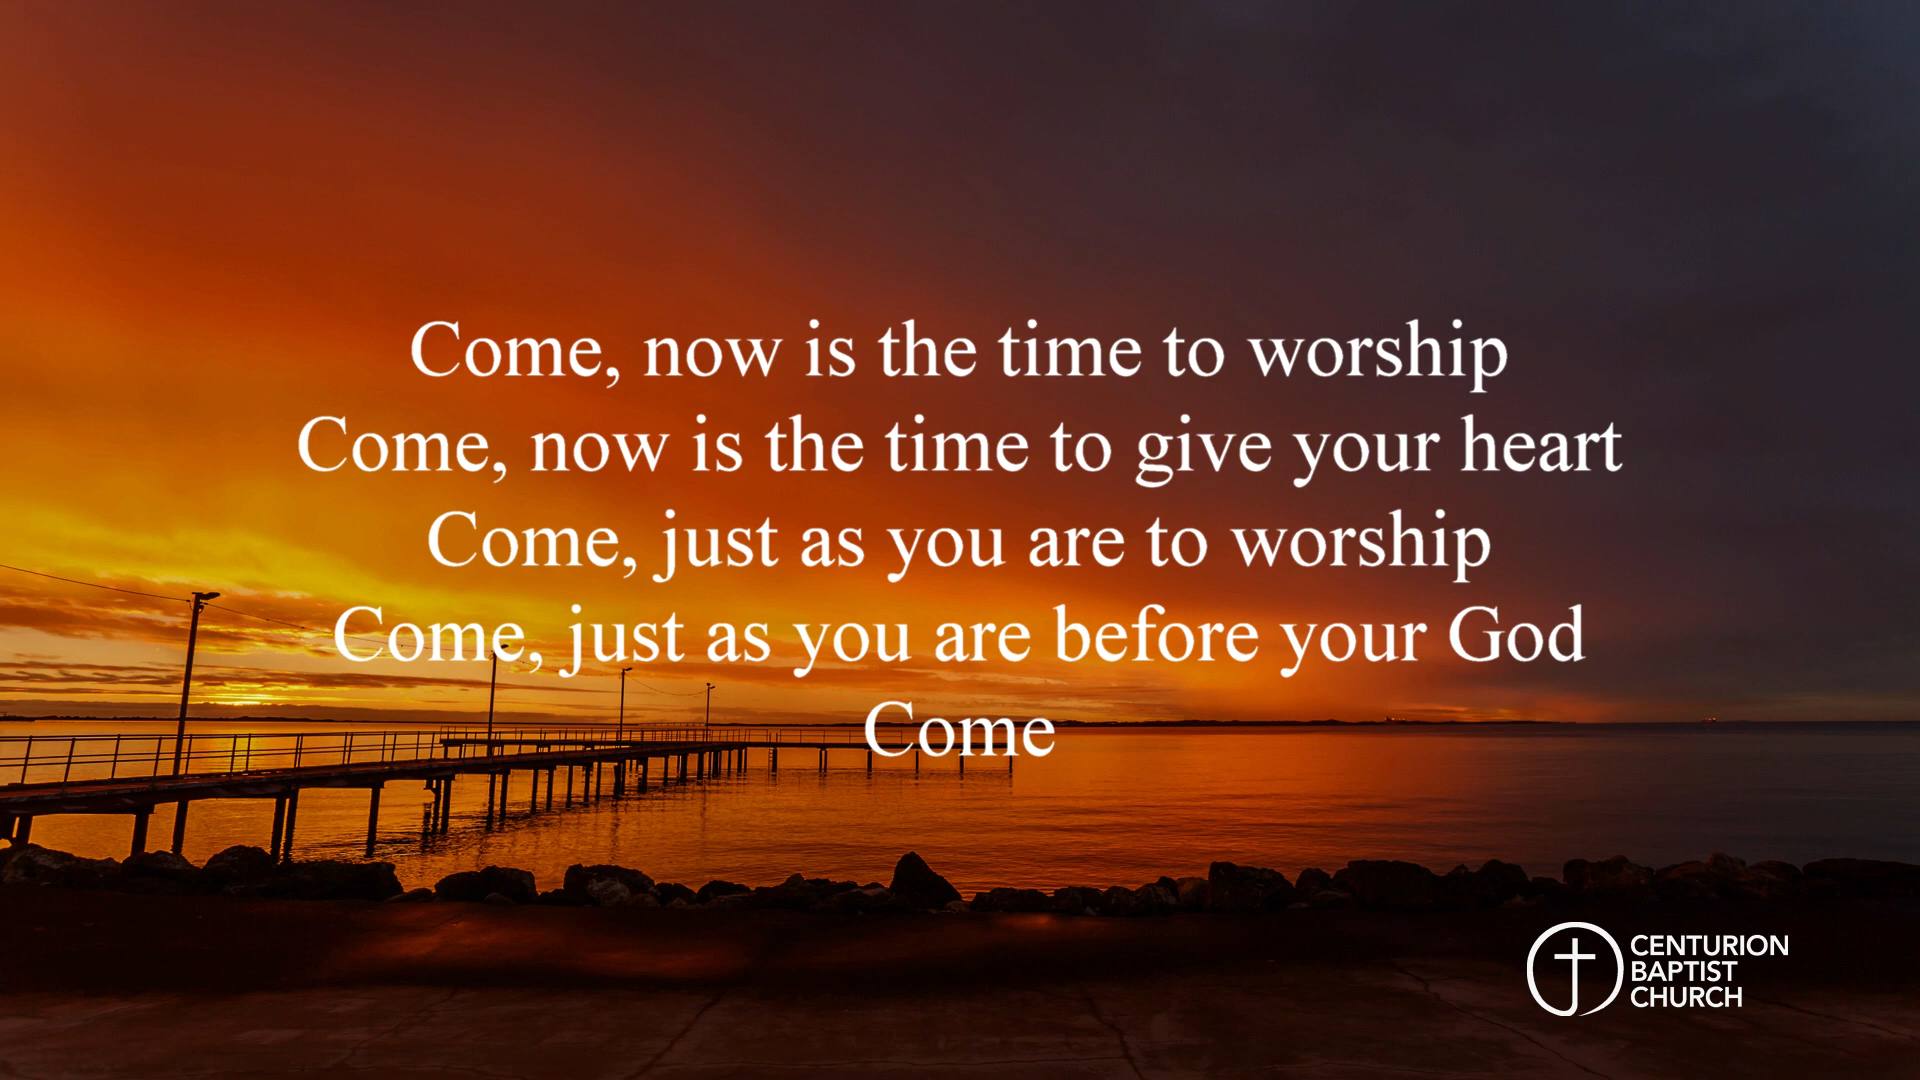 Come, now is the time to worship
Come, now is the time to give your heart
Come, just as you are to worship
Come, just as you are before your God
Come
CENTURION
BAPTIST
CHURCH